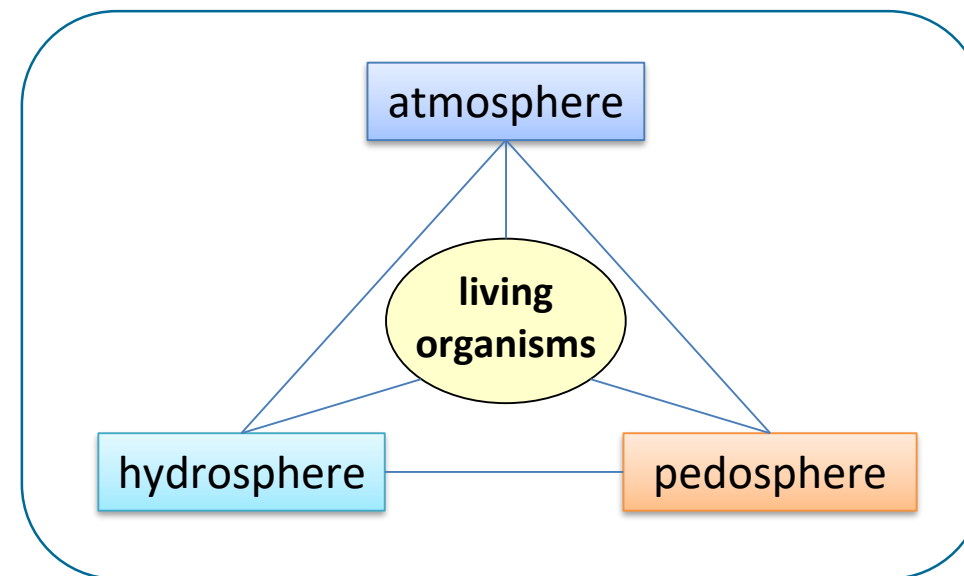 atmosphere
living
organisms
hydrosphere
pedosphere